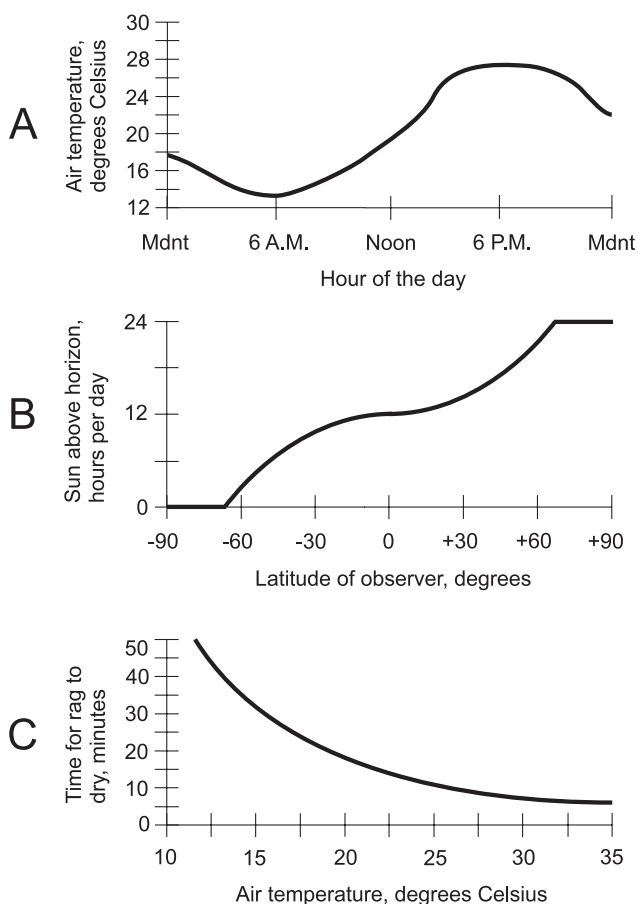 A
Air temperature,
degrees Celsius
30
28
24
20
16
12
Mdnt 6 A.M. Noon 6 P.M. Mdnt
Hour of the day
B
Sun above horizon,
hours per day
24
12
0
-90 -60 -30 0 +30 +60 +90
Latitude of observer, degrees
C
Time for rag to
dry, minutes
50
40
30
20
10
0
10 15 20 25 30 35
Air temperature, degrees Celsius